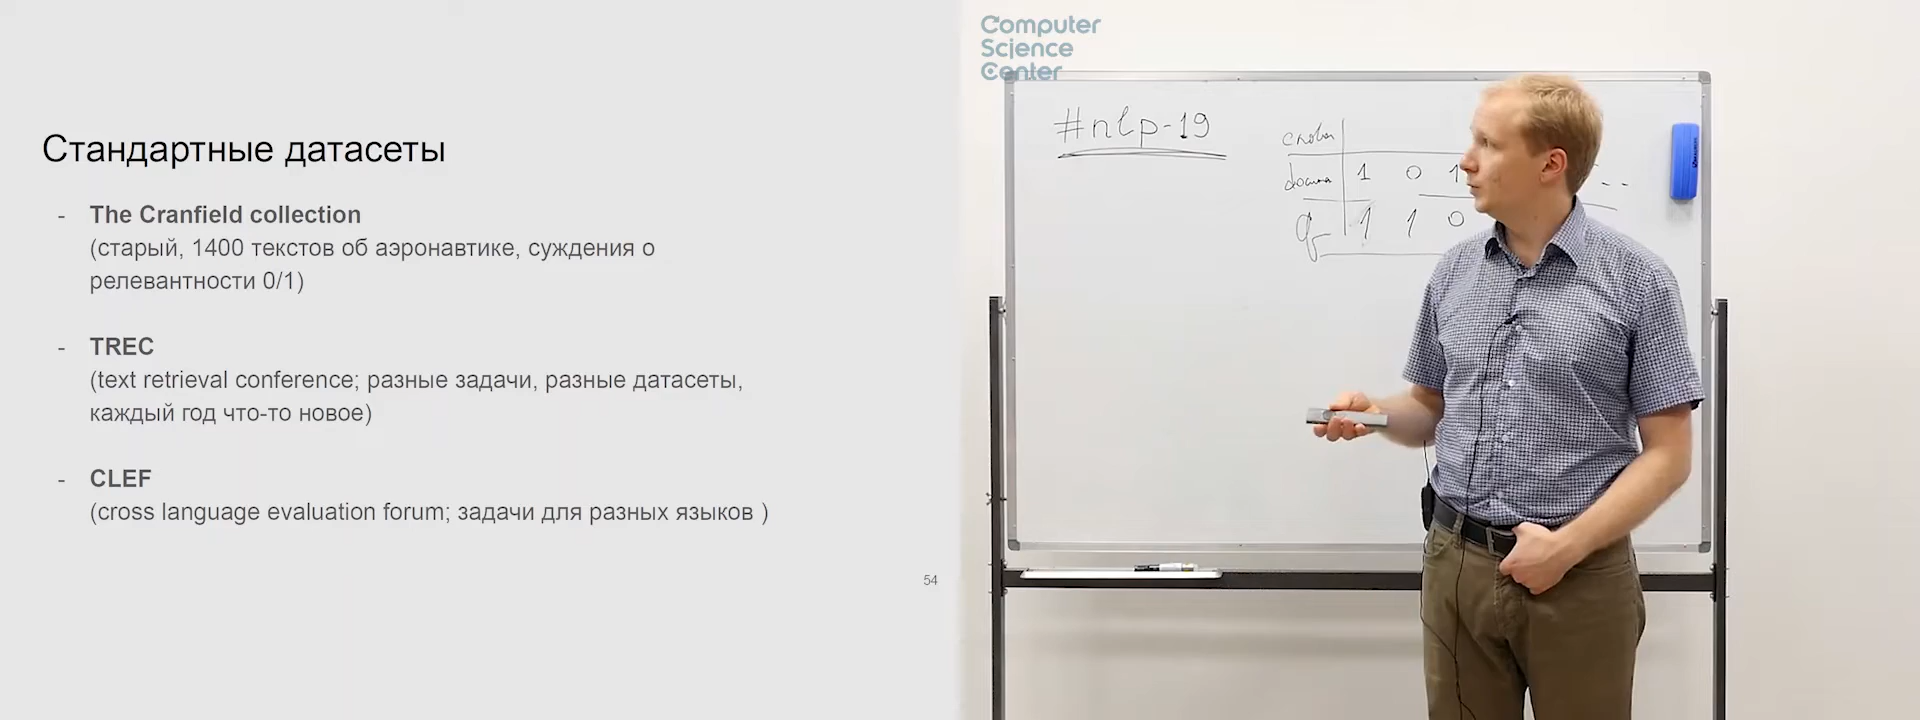 Стандартные датасеты
- The Cranfield collection
(старый, 1400 текстов об аэронавтике, суждения о
релевантности 0/1)
- TREC
(text retrieval conference; разные задачи, разные датасеты,
каждый год что-то новое)
- CLEF
(cross language evaluation forum; задачи для разных языков )
54
Computer
Science
Center
#nlp-19
слова
1 0 1
q 1 1 0